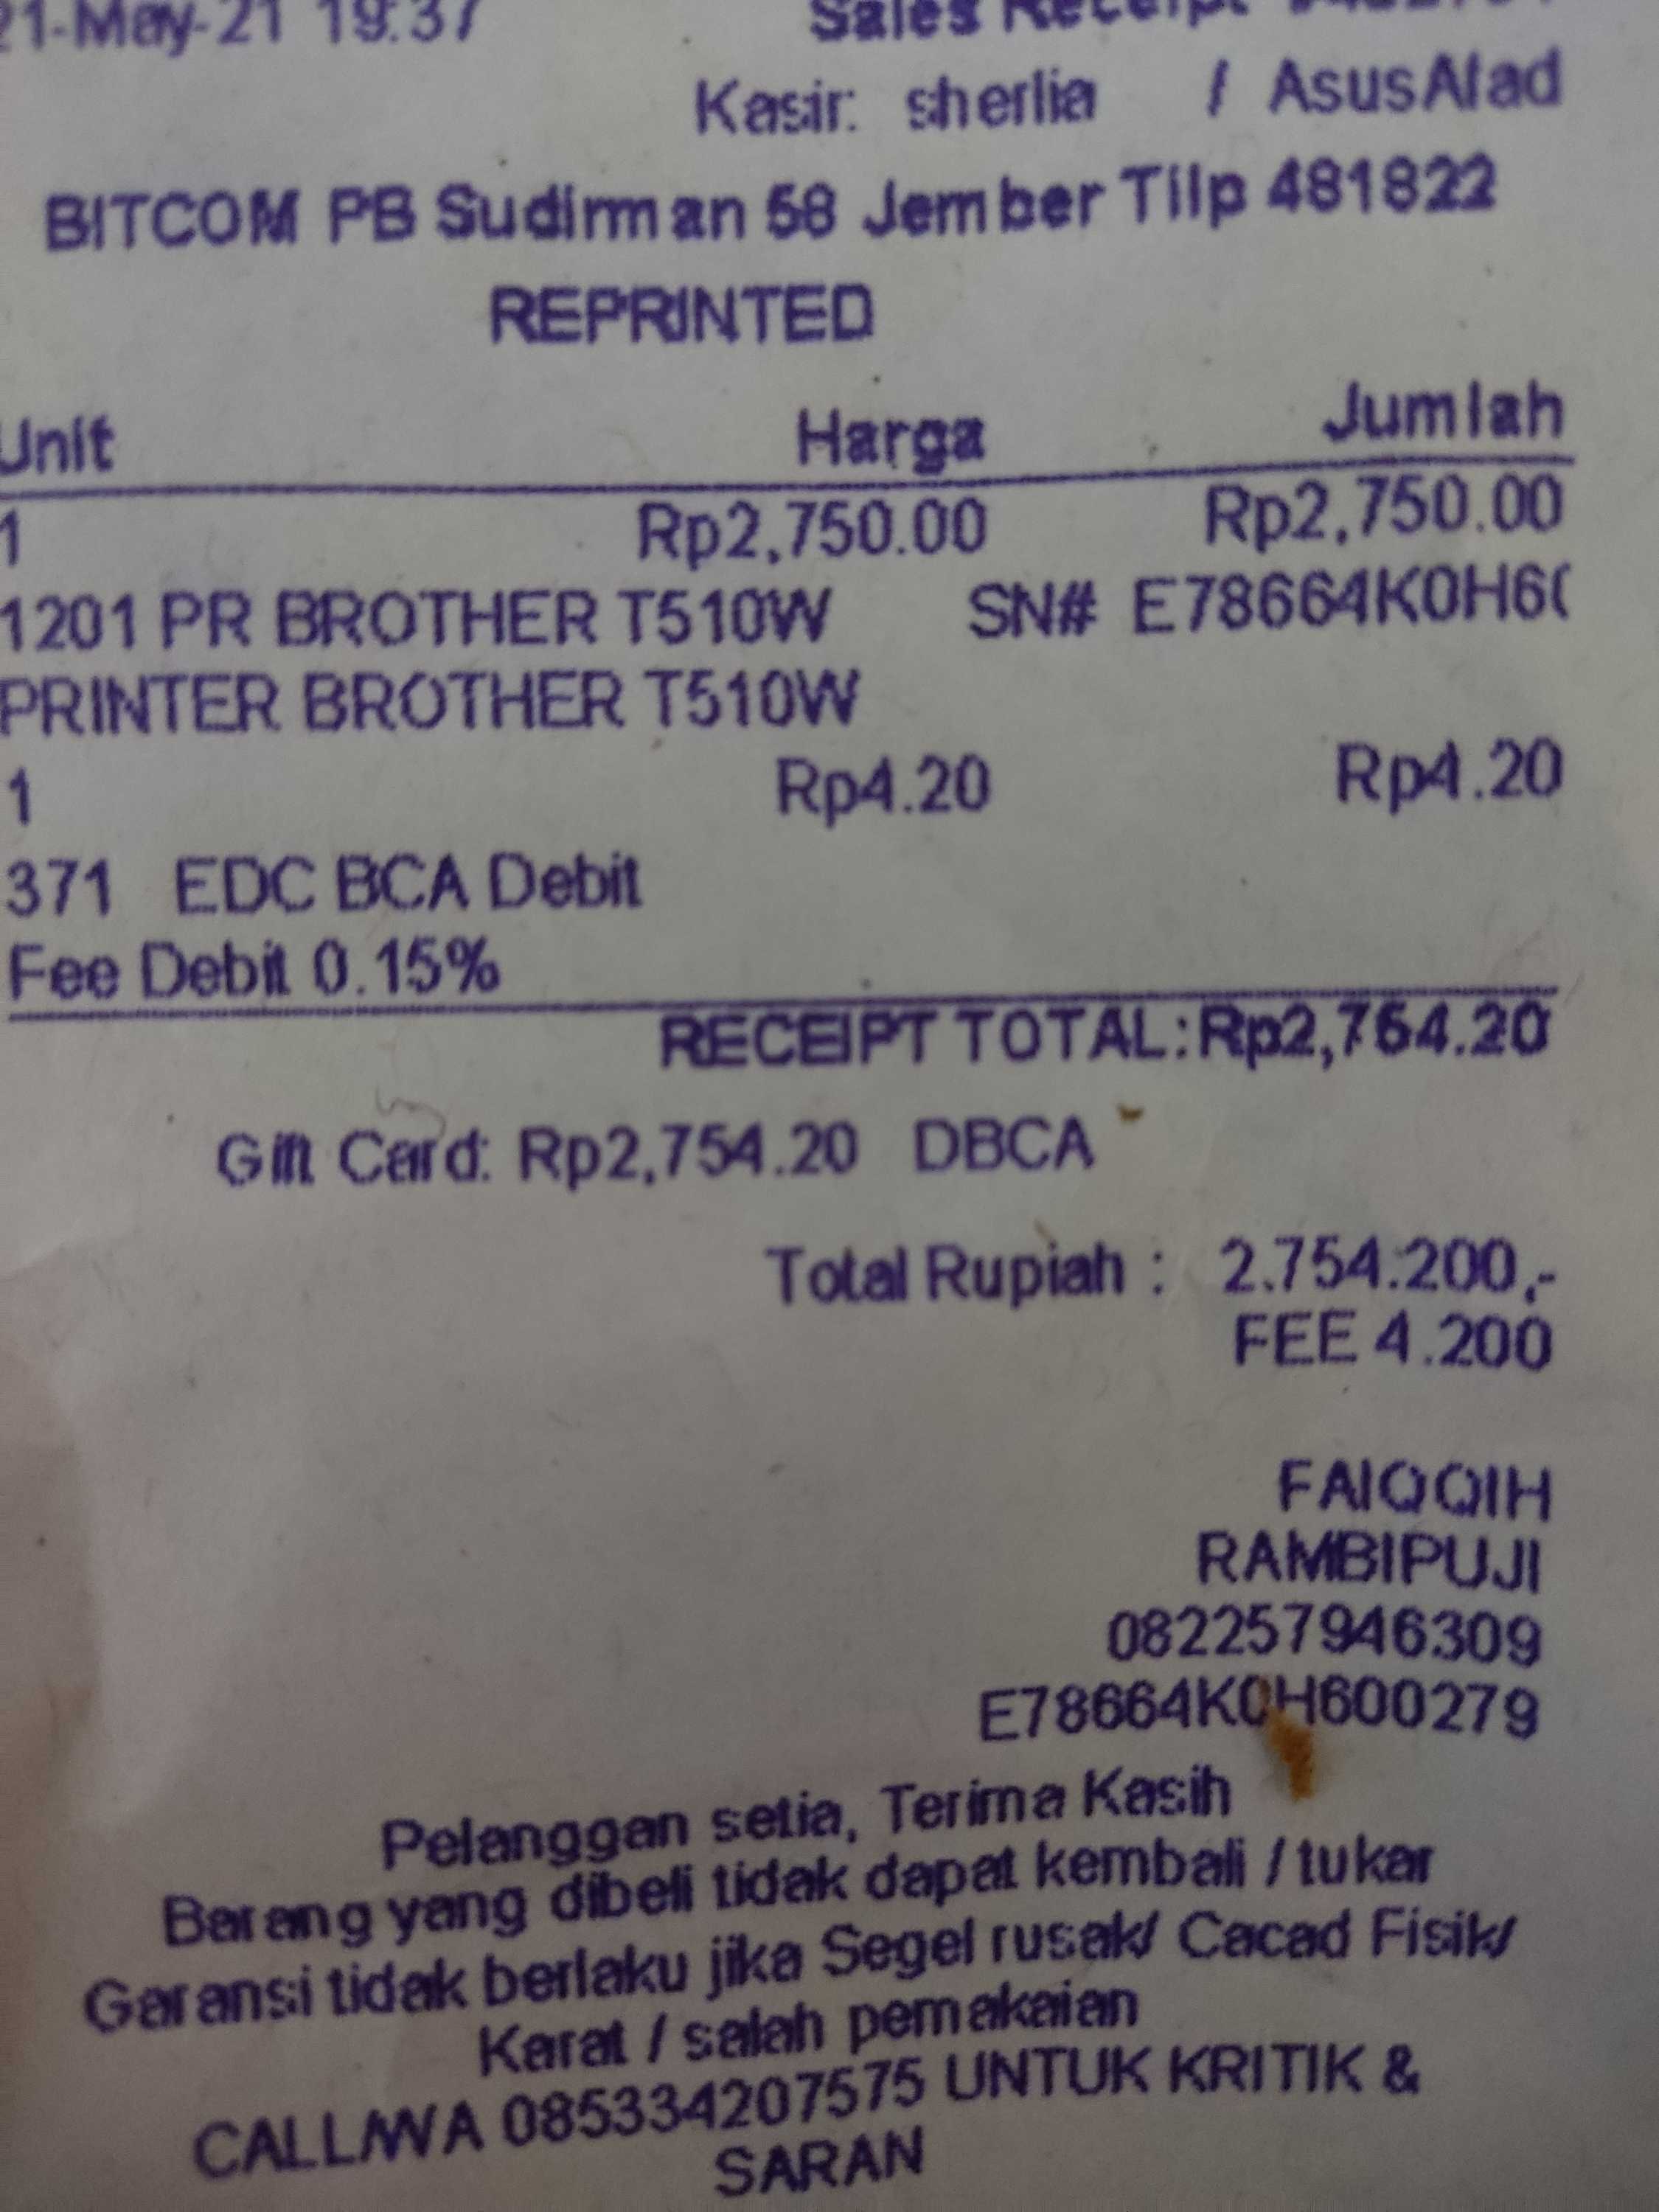 21-May-21 19:37 Sales Receipt
Kasir: sherlia / AsusAlad
BITCOM PB Sudirman 58 Jember Tilp 481822
REPRINTED
Unit Harga Jumlah
1 Rp2,750.00 Rp2,750.00
1201 PR BROTHER T510W SN# E78664K0H60
PRINTER BROTHER T510W
1 Rp4.20 Rp4.20
371 EDC BCA Debit
Fee Debit 0.15%
RECEIPT TOTAL: Rp2,754.20
Gift Card: Rp2,754.20 DBCA
Total Rupiah : 2.754.200,-
FEE 4.200
FAIQQIH
RAMBIPUJI
082257946309
E78664K0H600279
Pelanggan setia, Terima Kasih
Barang yang dibeli tidak dapat kembali / tukar
Garansi tidak berlaku jika Segel rusak/ Cacad Fisik/
Karat / salah pemakaian
CALL/WA 085334207575 UNTUK KRITIK &
SARAN